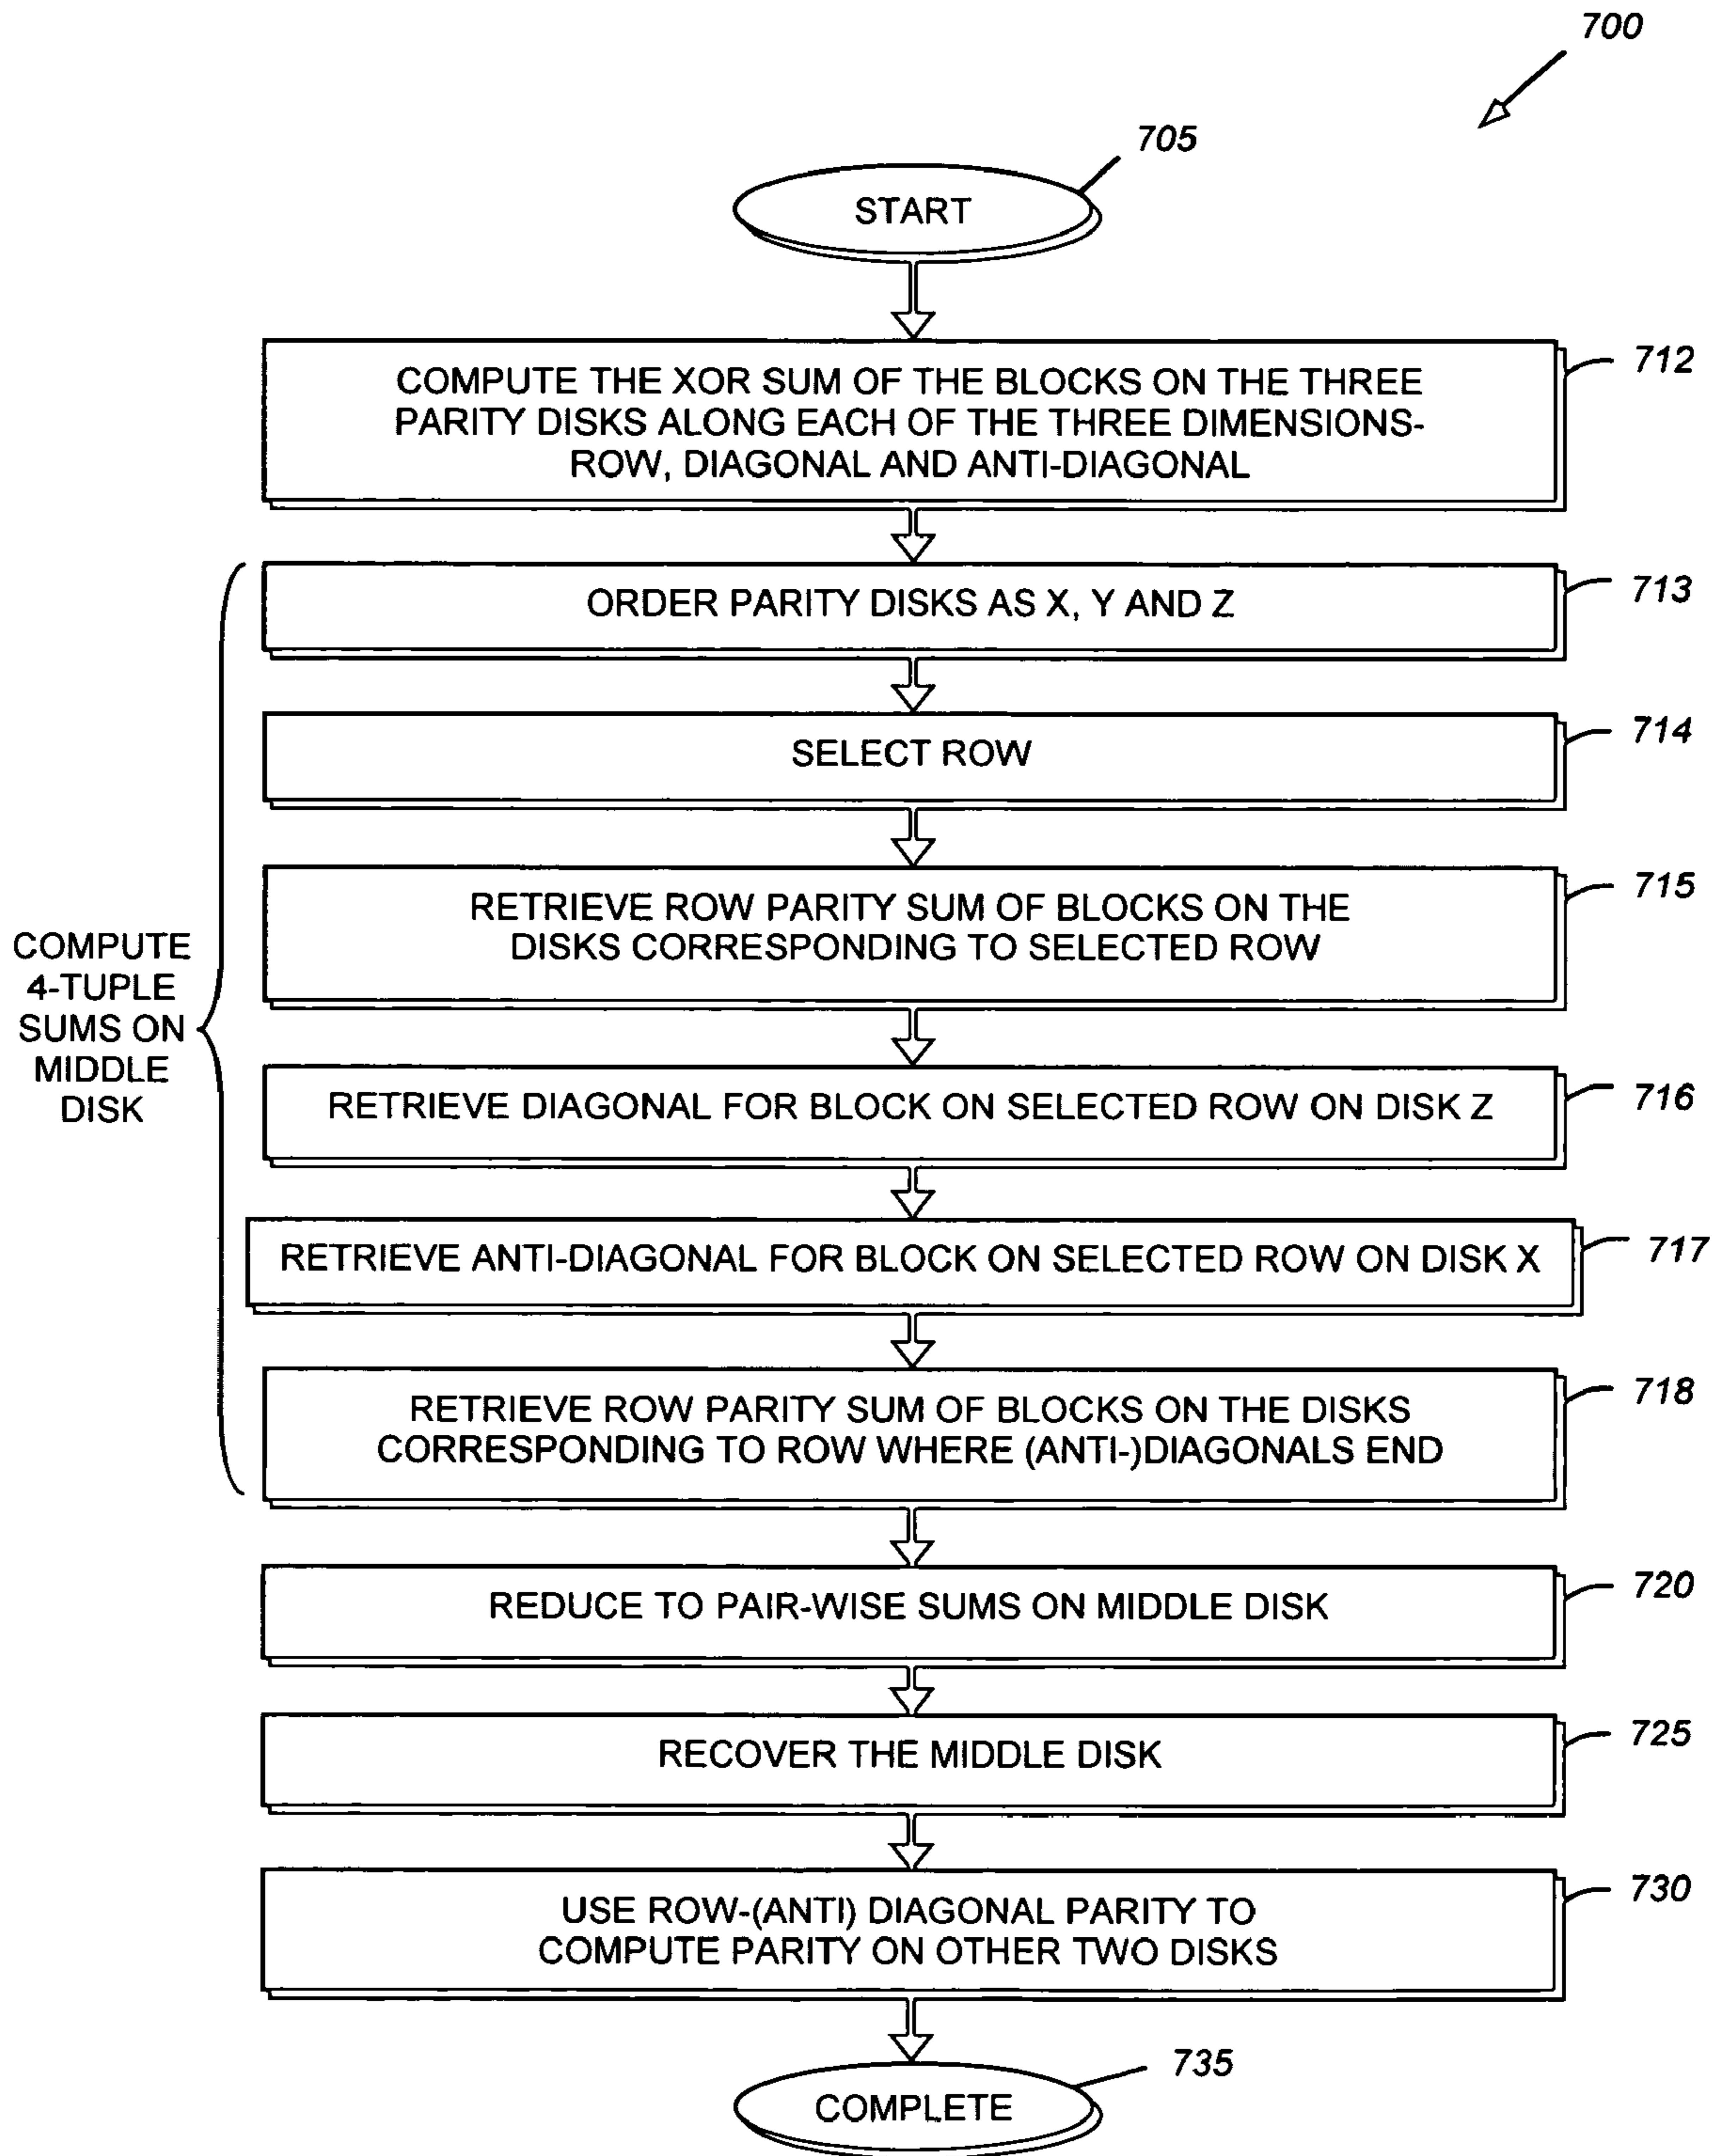 700
705
START
712
COMPUTE THE XOR SUM OF THE BLOCKS ON THE THREE
PARITY DISKS ALONG EACH OF THE THREE DIMENSIONS-
ROW, DIAGONAL AND ANTI-DIAGONAL
713
ORDER PARITY DISKS AS X, Y AND Z
714
SELECT ROW
715
RETRIEVE ROW PARITY SUM OF BLOCKS ON THE
DISKS CORRESPONDING TO SELECTED ROW
COMPUTE
4-TUPLE
SUMS ON
MIDDLE
DISK
716
RETRIEVE DIAGONAL FOR BLOCK ON SELECTED ROW ON DISK Z
717
RETRIEVE ANTI-DIAGONAL FOR BLOCK ON SELECTED ROW ON DISK X
718
RETRIEVE ROW PARITY SUM OF BLOCKS ON THE DISKS
CORRESPONDING TO ROW WHERE (ANTI-)DIAGONALS END
720
REDUCE TO PAIR-WISE SUMS ON MIDDLE DISK
725
RECOVER THE MIDDLE DISK
730
USE ROW-(ANTI) DIAGONAL PARITY TO
COMPUTE PARITY ON OTHER TWO DISKS
735
COMPLETE